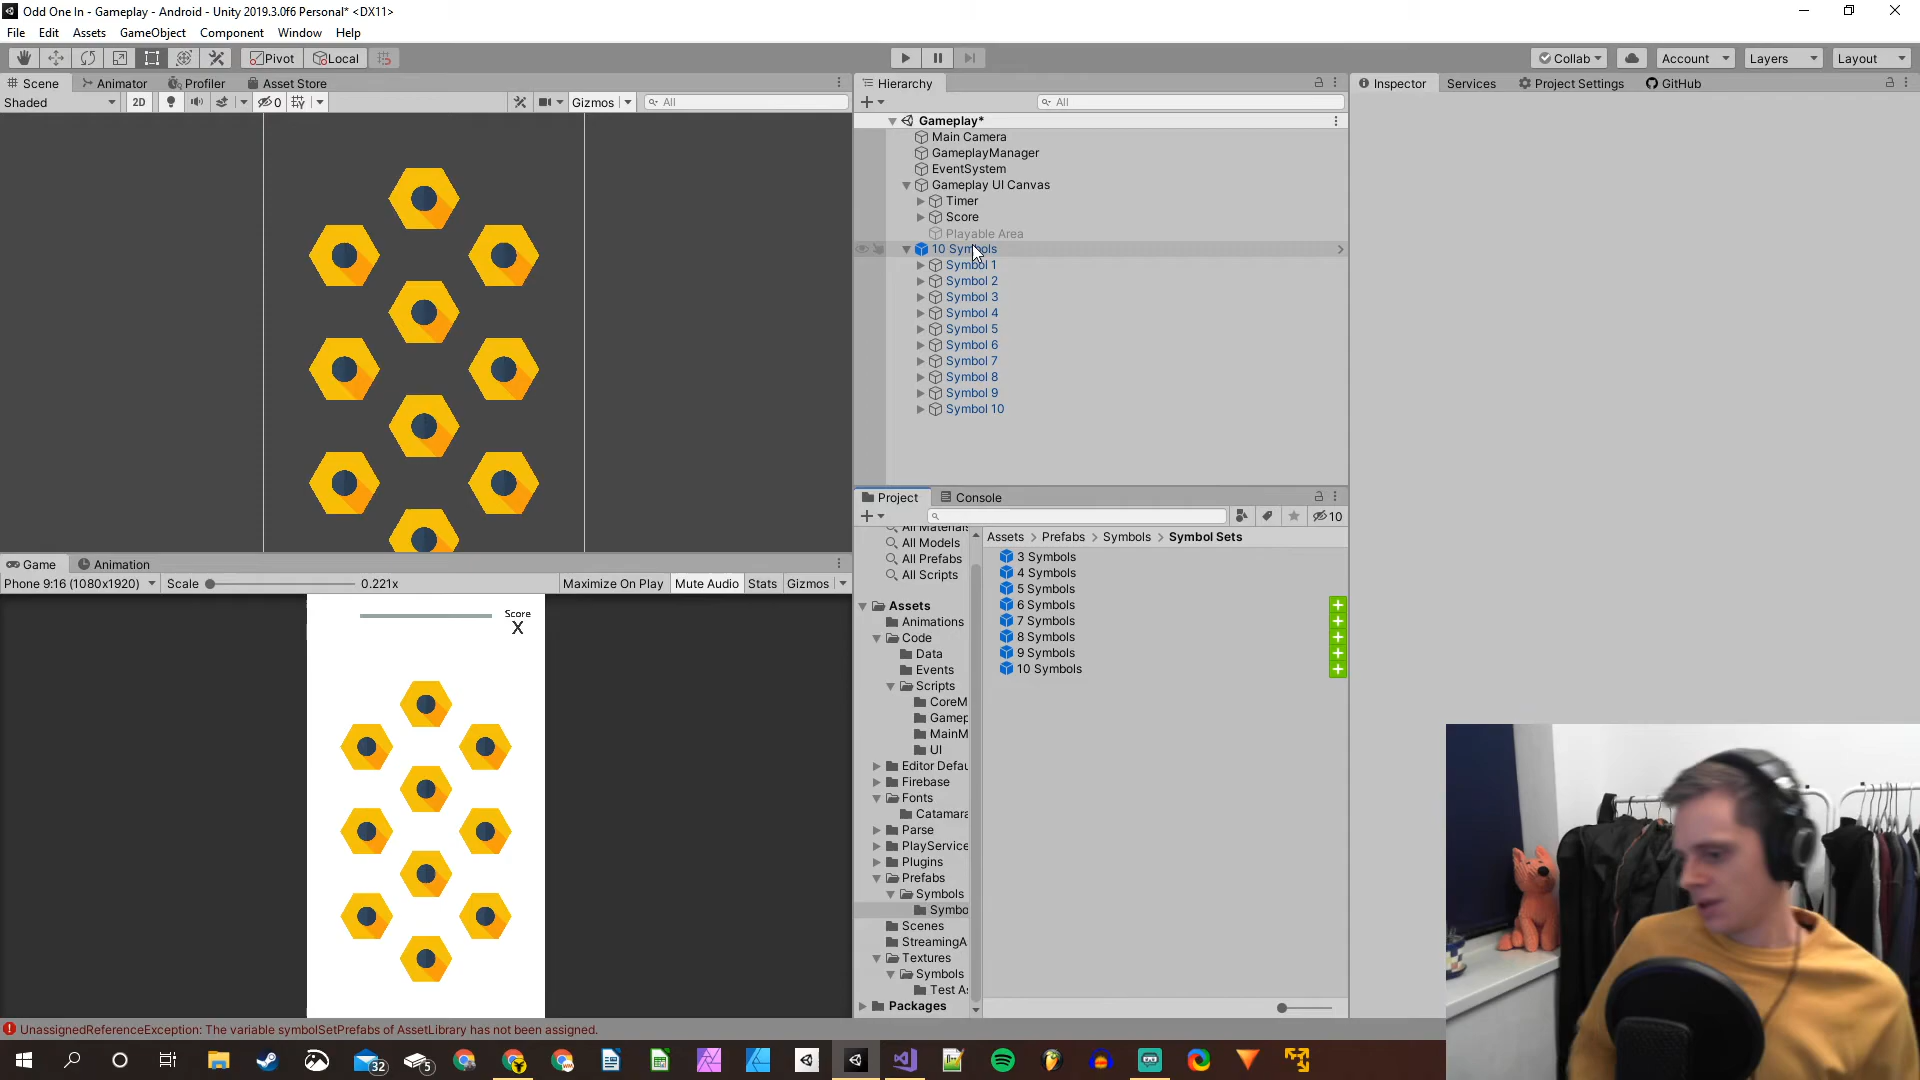 Odd One In - Gameplay - Android - Unity 2019.3.0f6 Personal* <DX11>
File Edit Assets GameObject Component Window Help
Pivot Local Collab Account Layers Layout
Scene Animator Profiler Asset Store Hierarchy Inspector Services Project Settings GitHub
Shaded 2D 0 Gizmos All All
Gameplay*
Main Camera
GameplayManager
EventSystem
Gameplay UI Canvas
Timer
Score
Playable Area
10 Symbols
Symbol 1
Symbol 2
Symbol 3
Symbol 4
Symbol 5
Symbol 6
Symbol 7
Symbol 8
Symbol 9
Symbol 10
Project Console
10
All Materials
All Models
All Prefabs
All Scripts
Assets
Animations
Code
Data
Events
Scripts
CoreM
Gamep
MainM
UI
Editor Defau
Firebase
Fonts
Catamara
Parse
PlayService
Plugins
Prefabs
Symbols
Symbo
Scenes
StreamingA
Textures
Symbols
Test As
Packages
Assets > Prefabs > Symbols > Symbol Sets
3 Symbols
4 Symbols
5 Symbols
6 Symbols
7 Symbols
8 Symbols
9 Symbols
10 Symbols
Game Animation
Phone 9:16 (1080x1920) Scale 0.221x Maximize On Play Mute Audio Stats Gizmos
Score
X
UnassignedReferenceException: The variable symbolSetPrefabs of AssetLibrary has not been assigned.
32
5